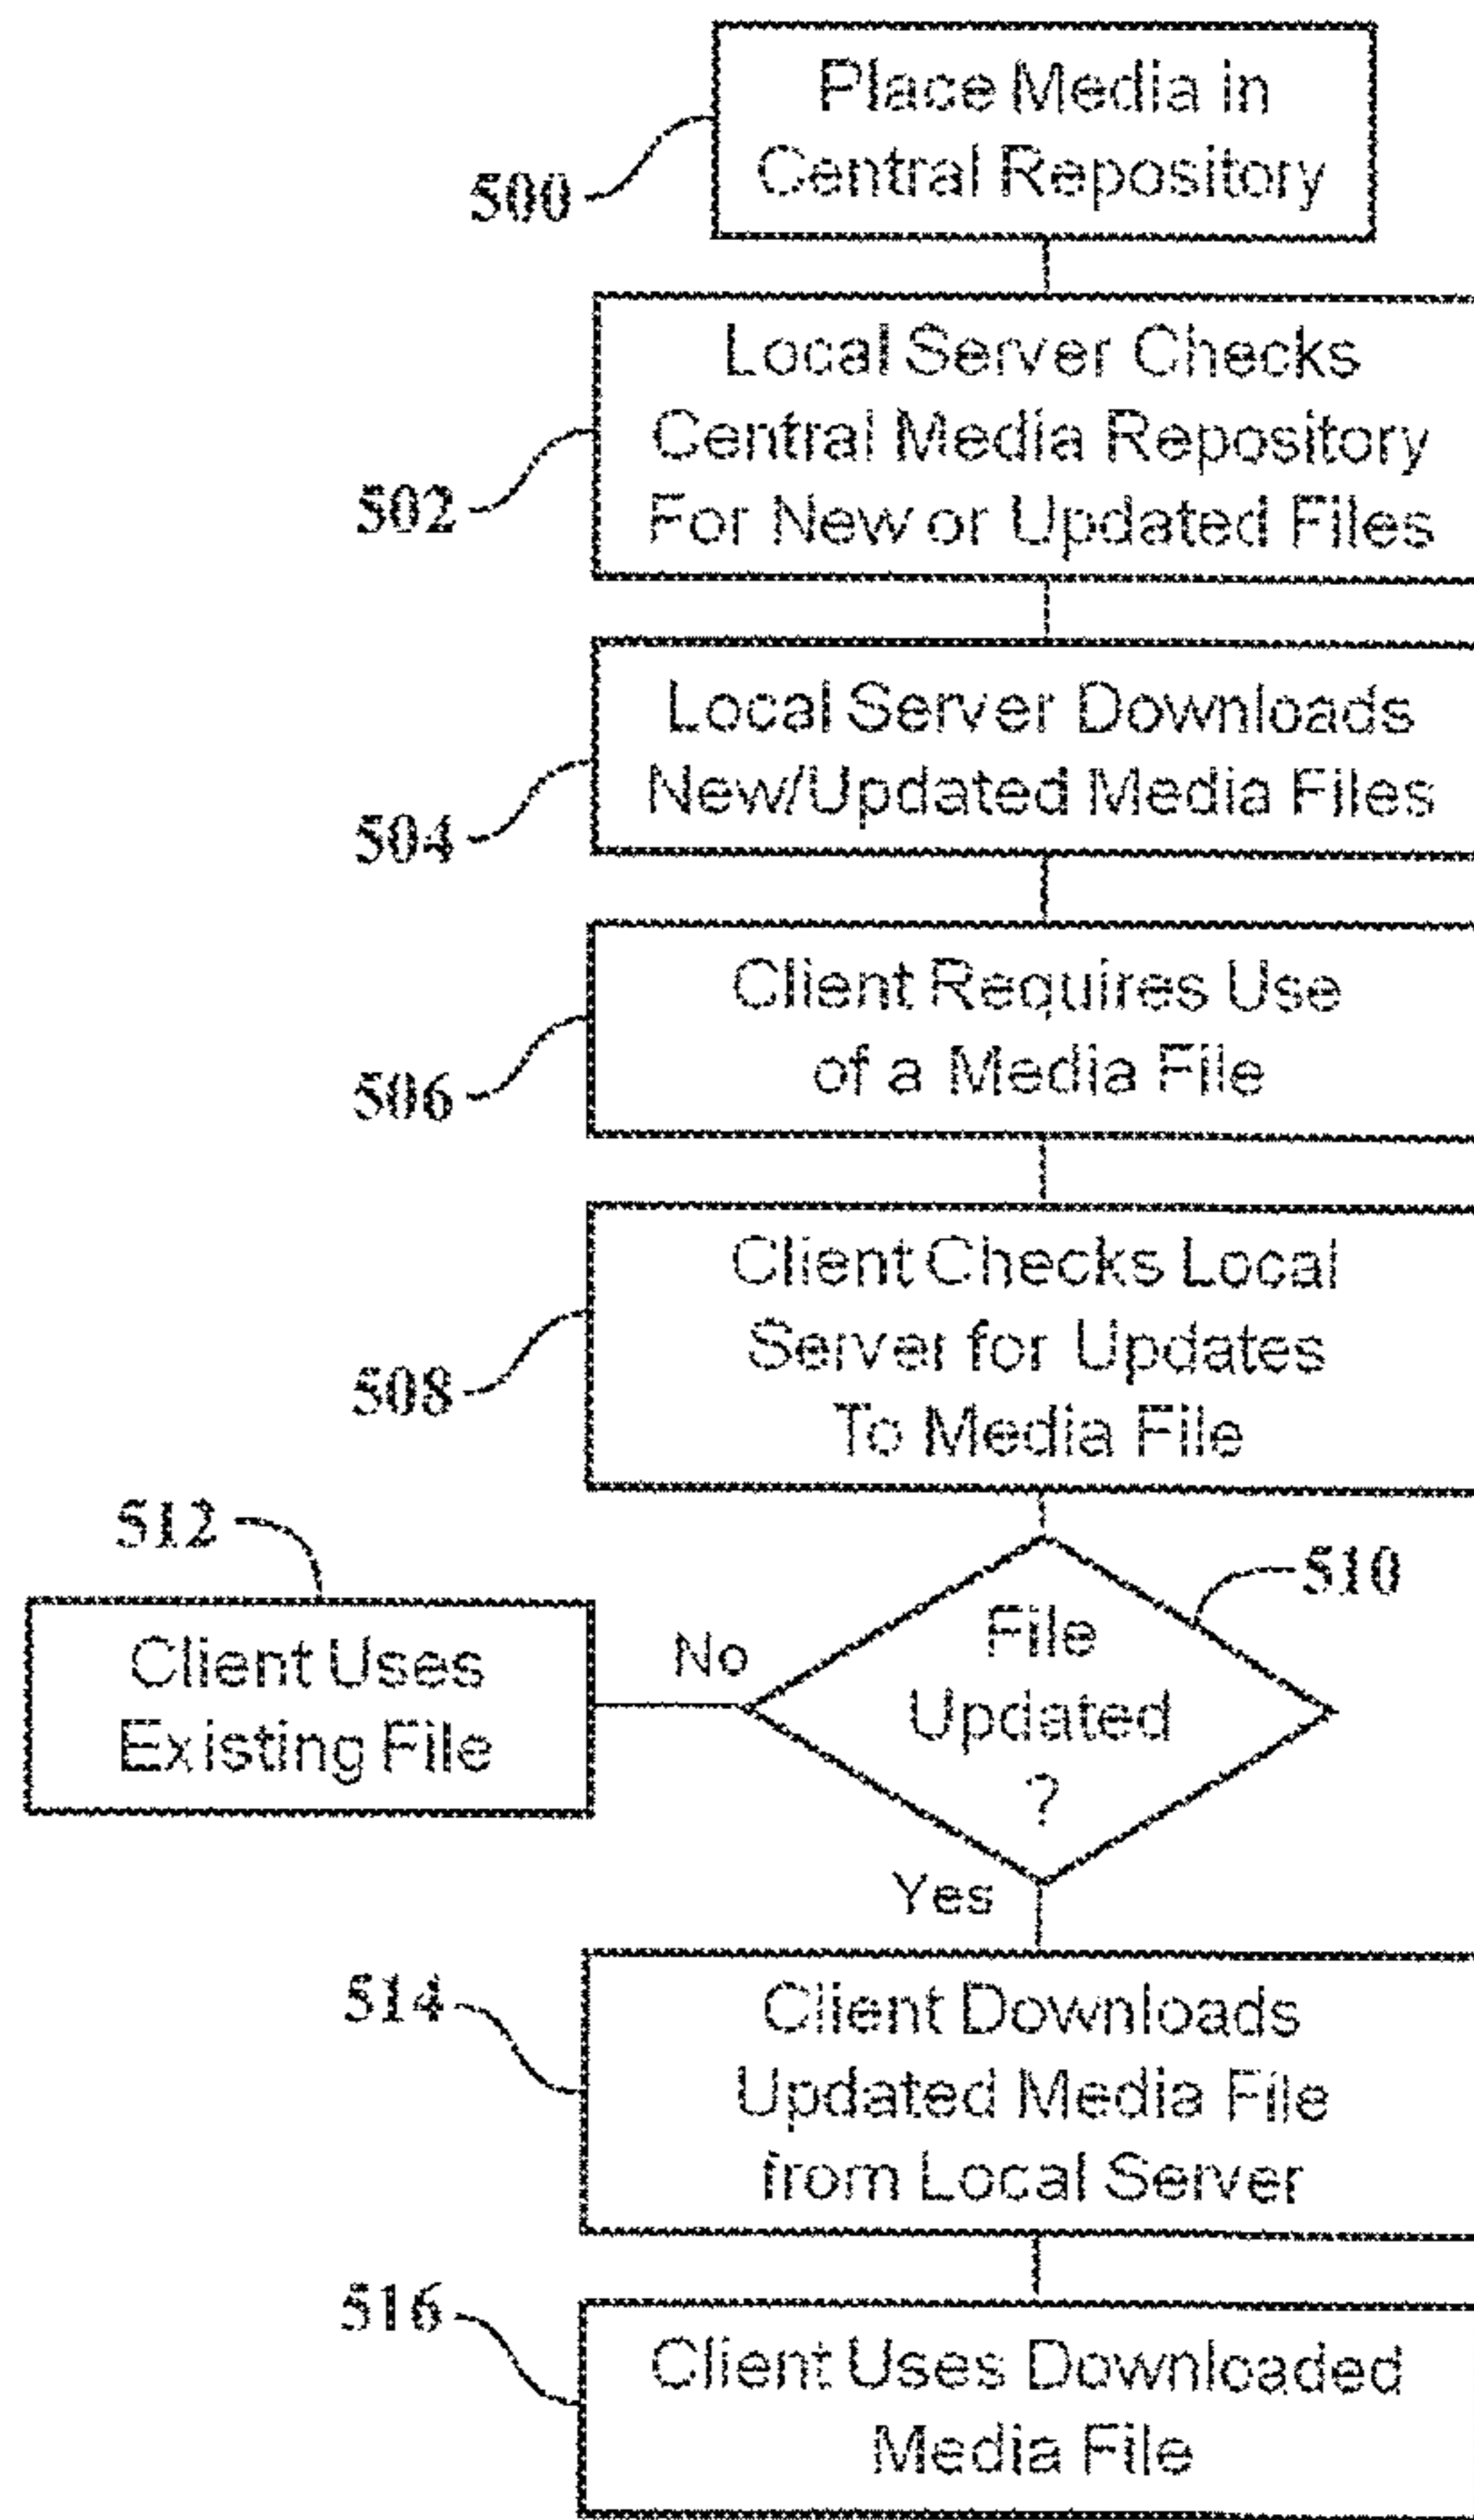 Place Media in
Central Repository
500
Local Server Checks
Central Media Repository
For New or Updated Files
502
Local Server Downloads
New/Updated Media Files
504
Client Requires Use
of a Media File
506
Client Checks Local
Server for Updates
To Media File
508
512
510
Client Uses
Existing File
No
File
Updated
?
Yes
514
Client Downloads
Updated Media File
from Local Server
516
Client Uses Downloaded
Media File